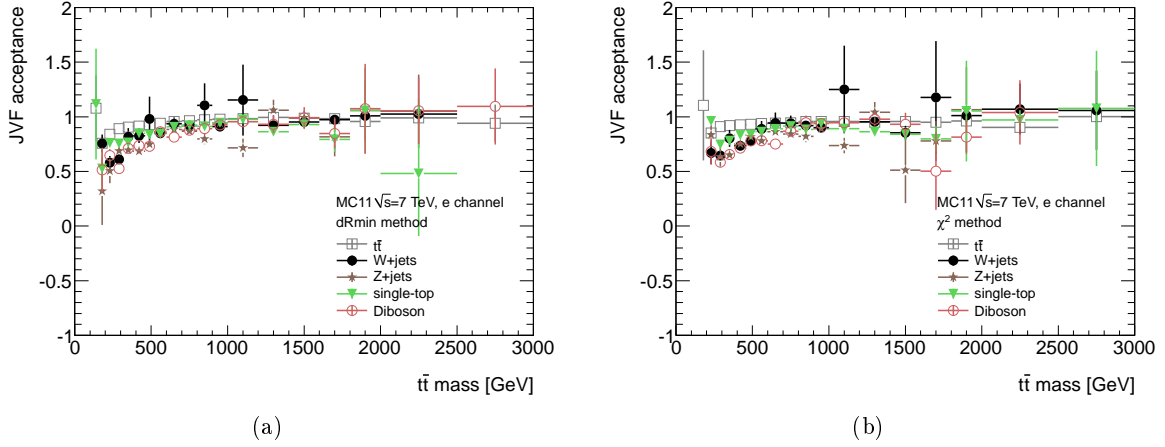 JVF acceptance
2
1.5
1
0.5
0
-0.5
-1
0 500 1000 1500 2000 2500 3000
tt̄ mass [GeV]
MC11 √s=7 TeV, e channel
dRmin method
tt̄
W+jets
Z+jets
single-top
Diboson
(a)
JVF acceptance
2
1.5
1
0.5
0
-0.5
-1
0 500 1000 1500 2000 2500 3000
tt̄ mass [GeV]
MC11 √s=7 TeV, e channel
χ² method
tt̄
W+jets
Z+jets
single-top
Diboson
(b)